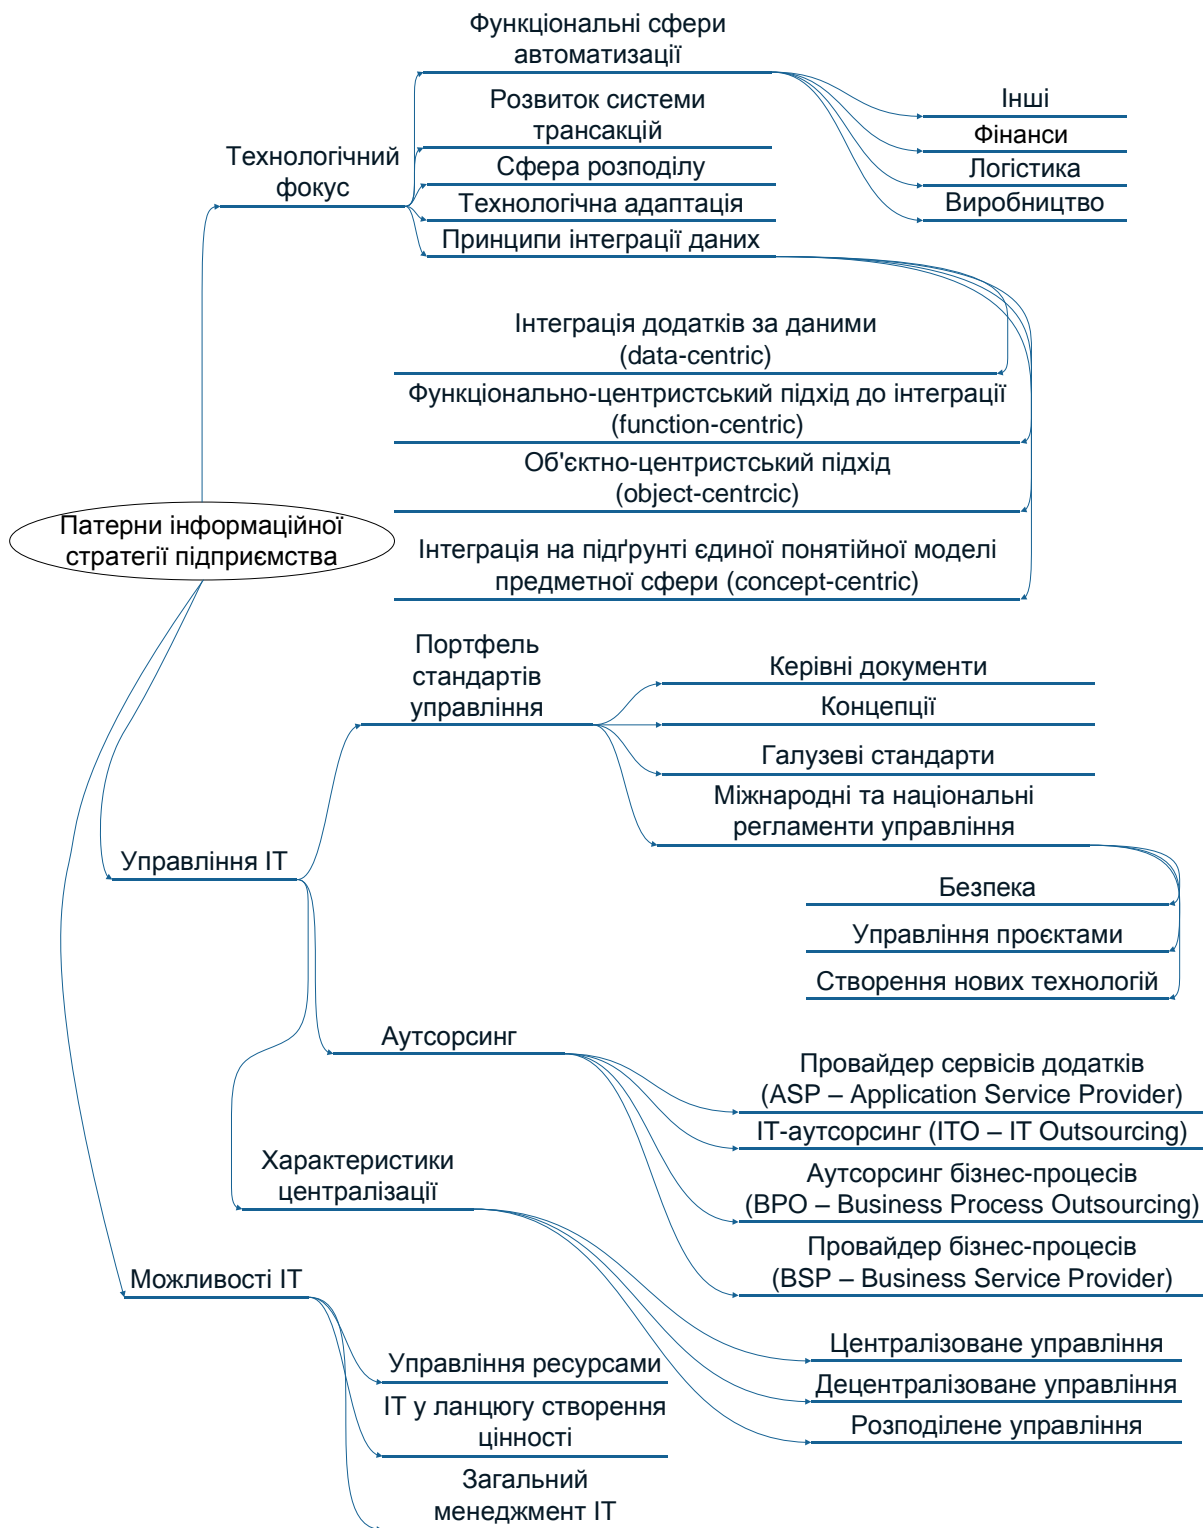 Функціональні сфери
автоматизації
Інші
Розвиток системи
трансакцій
Фінанси
Технологічний
фокус
Сфера розподілу
Логістика
Технологічна адаптація
Виробництво
Принципи інтеграції даних
Інтеграція додатків за даними
(data-centric)
Функціонально-центристський підхід до інтеграції
(function-centric)
Об'єктно-центристський підхід
(object-centrcic)
Патерни інформаційної
стратегії підприємства
Інтеграція на підґрунті єдиної понятійної моделі
предметної сфери (concept-centric)
Портфель
стандартів
управління
Керівні документи
Концепції
Галузеві стандарти
Міжнародні та національні
регламенти управління
Управління ІТ
Безпека
Управління проєктами
Створення нових технологій
Аутсорсинг
Провайдер сервісів додатків
(ASP – Application Service Provider)
ІТ-аутсорсинг (ITO – IT Outsourcing)
Характеристики
централізації
Аутсорсинг бізнес-процесів
(BPO – Business Process Outsourcing)
Провайдер бізнес-процесів
(BSP – Business Service Provider)
Можливості ІТ
Централізоване управління
Управління ресурсами
Децентралізоване управління
ІТ у ланцюгу створення
цінності
Розподілене управління
Загальний
менеджмент ІТ